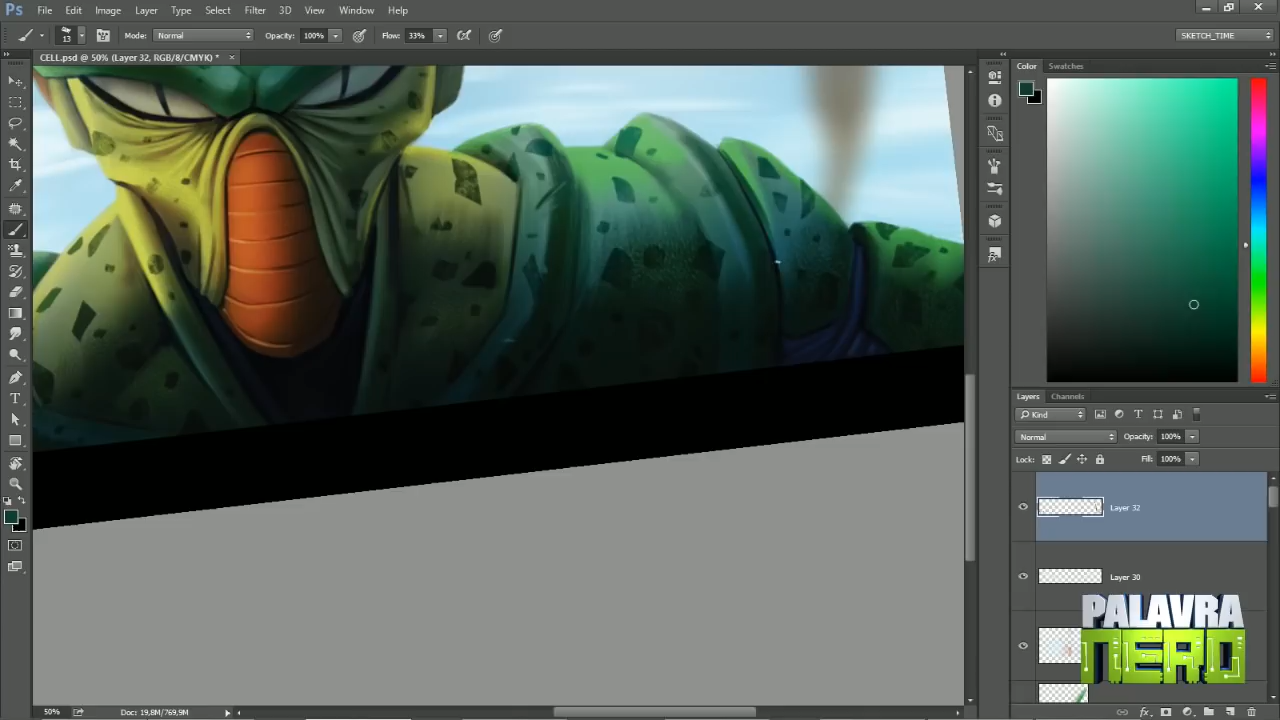 Ps File Edit Image Layer Type Select Filter 3D View Window Help
13 Mode: Normal Opacity: 100% Flow: 33% SKETCH_TIME
CELL.psd @ 50% (Layer 32, RGB/8/CMYK) * ×
Color Swatches
Layers Channels
Kind
Normal Opacity: 100%
Lock: Fill: 100%
Layer 32
Layer 30
PALAVRA
NERD
50% Doc: 19,8M/769,9M